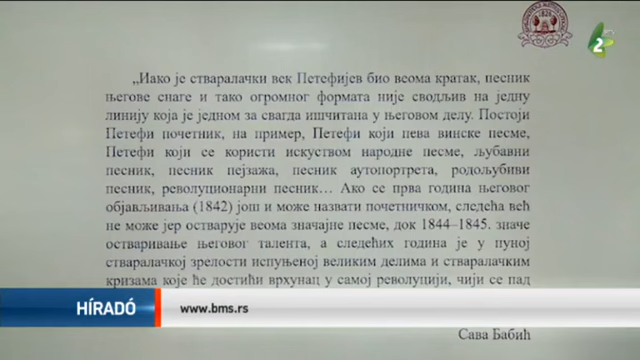 2
„Иако је стваралачки век Петефијев био веома кратак, песник
његове снаге и тако огромног формата није сводљив на једну
линију која је једном за свагда ишчитана у његовом делу. Постоји
Петефи почетник, на пример, Петефи који пева винске песме,
Петефи који се користи искуством народне песме, љубавни
песник, песник пејзажа, песник аутопортрета, родољубиви
песник, револуционарни песник... Ако се прва година његовог
објављивања (1842) још и може назвати почетничком, следећа већ
не може јер остварује веома значајне песме, док 1844–1845. значе
остваривање његовог талента, а следећих година је у пуној
стваралачкој зрелости испуњеној великим делима и стваралачким
кризама које ће достићи врхунац у самој револуцији, чији се пад
HÍRADÓ
www.bms.rs
Сава Бабић